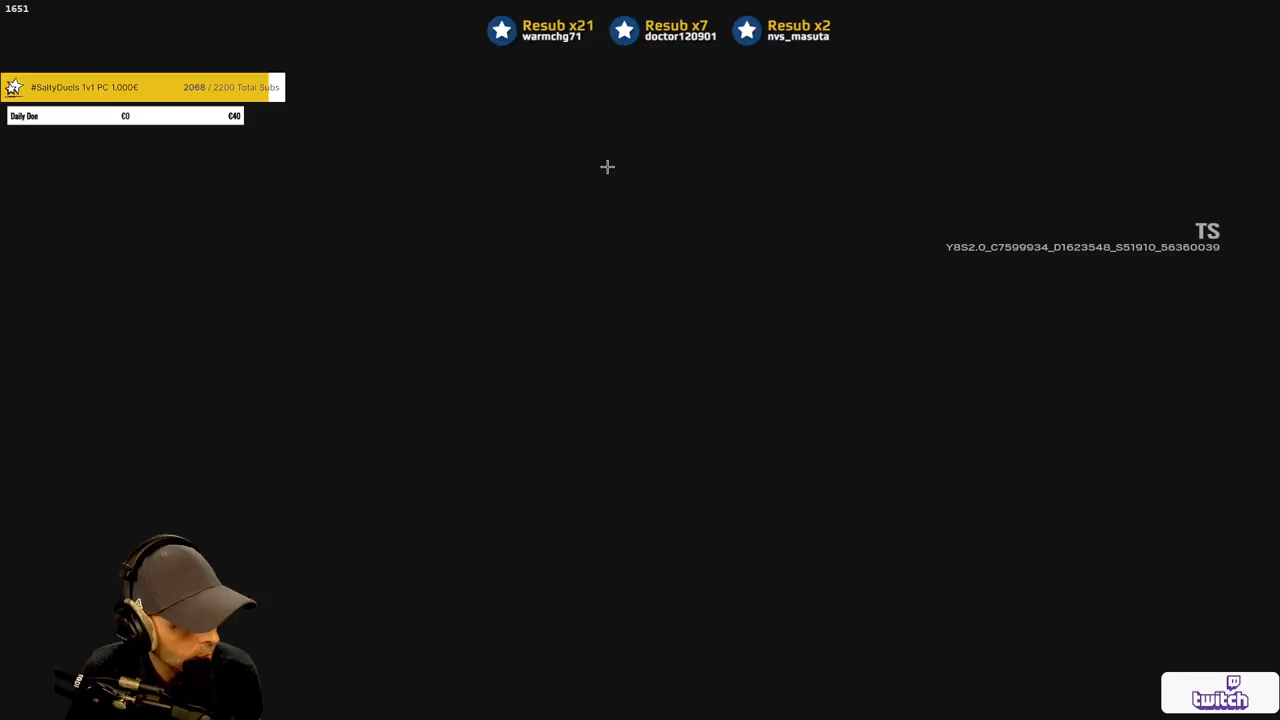 1651
Resub x21
warmchg71
Resub x7
doctor120901
Resub x2
nvs_masuta
#SaltyDuels 1v1 PC 1.000€ 2068 / 2200 Total Subs
Daily Don €0 €40
TS
Y8S2.0_C7599934_D1623548_S51910_56360039
twitch